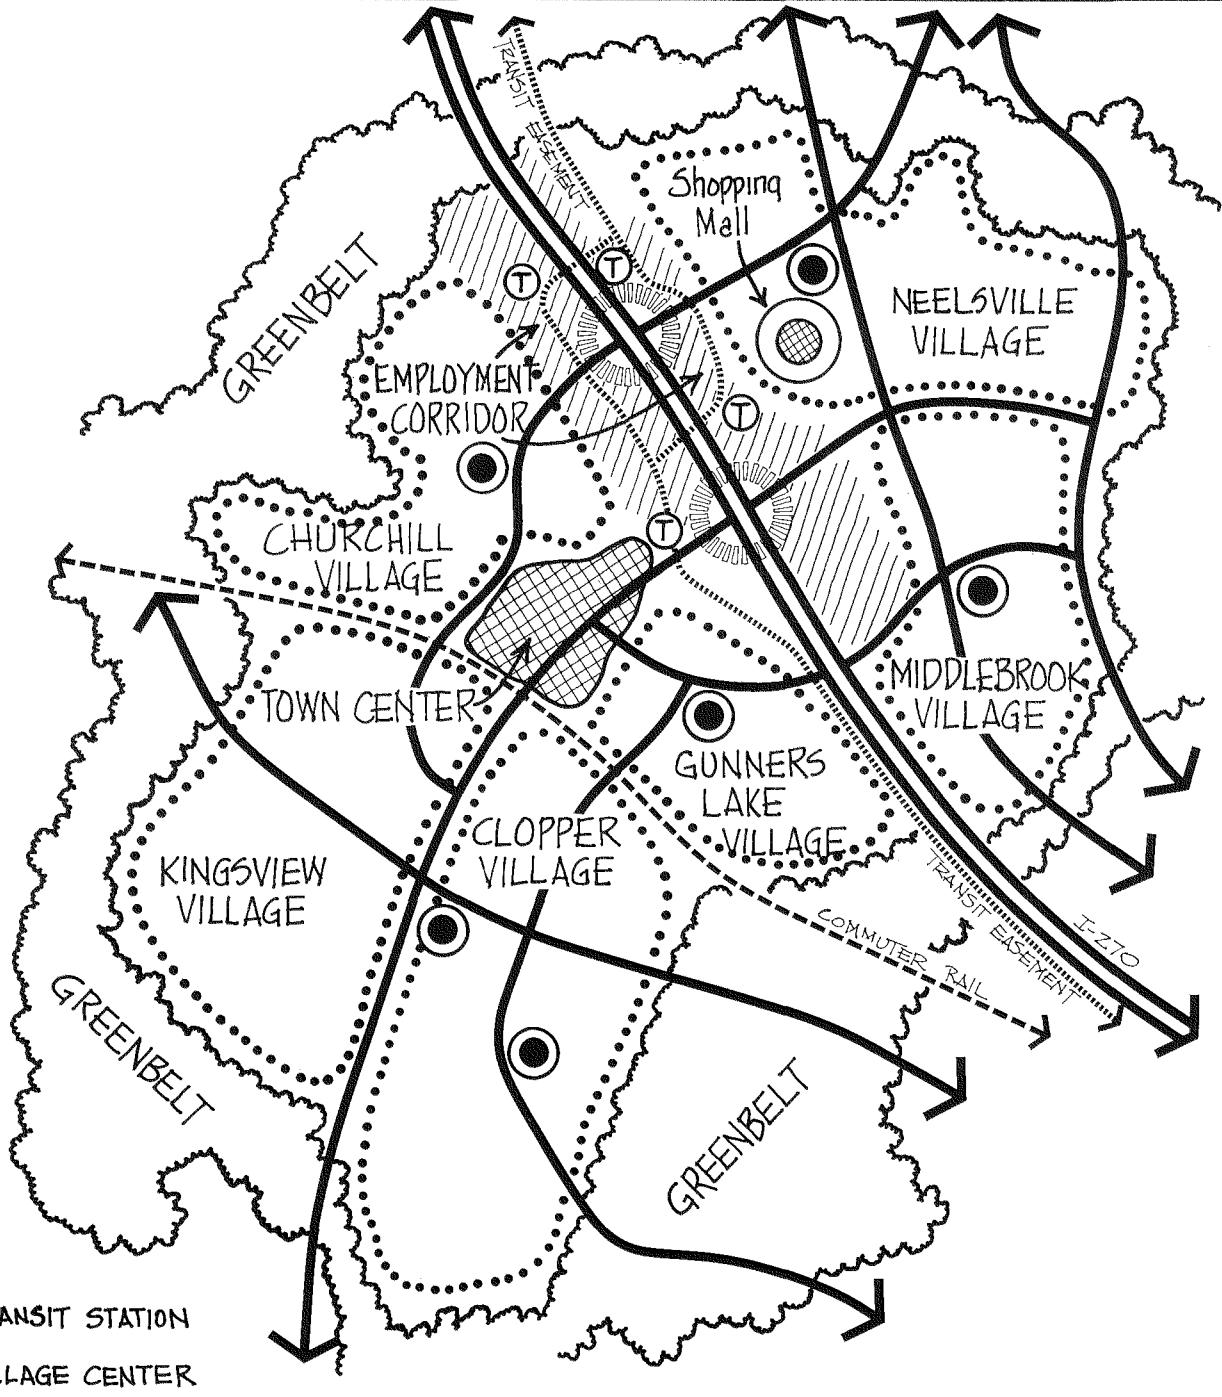 TRANSIT EASEMENT
Shopping
Mall
GREENBELT
NEELSVILLE
VILLAGE
T
T
EMPLOYMENT
CORRIDOR
T
CHURCHILL
VILLAGE
T
TOWN CENTER
MIDDLEBROOK
VILLAGE
GUNNERS
LAKE
VILLAGE
CLOPPER
VILLAGE
KINGSVIEW
VILLAGE
TRANSIT EASEMENT
I-270
COMMUTER RAIL
GREENBELT
GREENBELT
ANSIT STATION
LLAGE CENTER